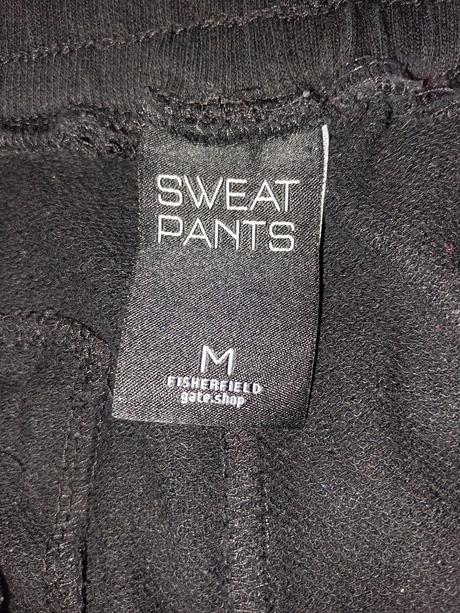 SWEAT
PANTS
M
FISHERFIELD
gate.shop